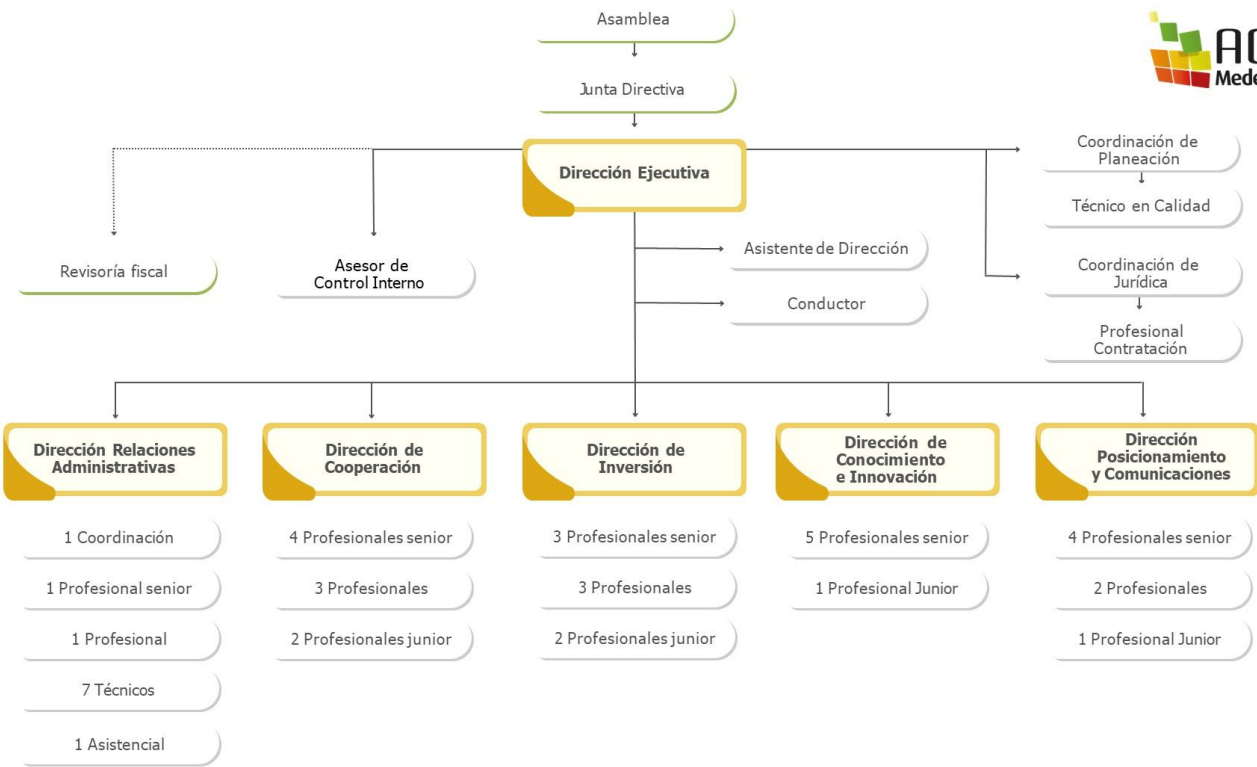 Asamblea
Junta Directiva
Dirección Ejecutiva
Coordinación de
Planeación
Técnico en Calidad
Revisoría fiscal
Asesor de
Control Interno
Asistente de Dirección
Conductor
Coordinación de
Jurídica
Profesional
Contratación
Dirección Relaciones
Administrativas
1 Coordinación
1 Profesional senior
1 Profesional
7 Técnicos
1 Asistencial
Dirección de
Cooperación
4 Profesionales senior
3 Profesionales
2 Profesionales junior
Dirección de
Inversión
3 Profesionales senior
3 Profesionales
2 Profesionales junior
Dirección de
Conocimiento
e Innovación
5 Profesionales senior
1 Profesional Junior
Dirección
Posicionamiento
y Comunicaciones
4 Profesionales senior
2 Profesionales
1 Profesional Junior